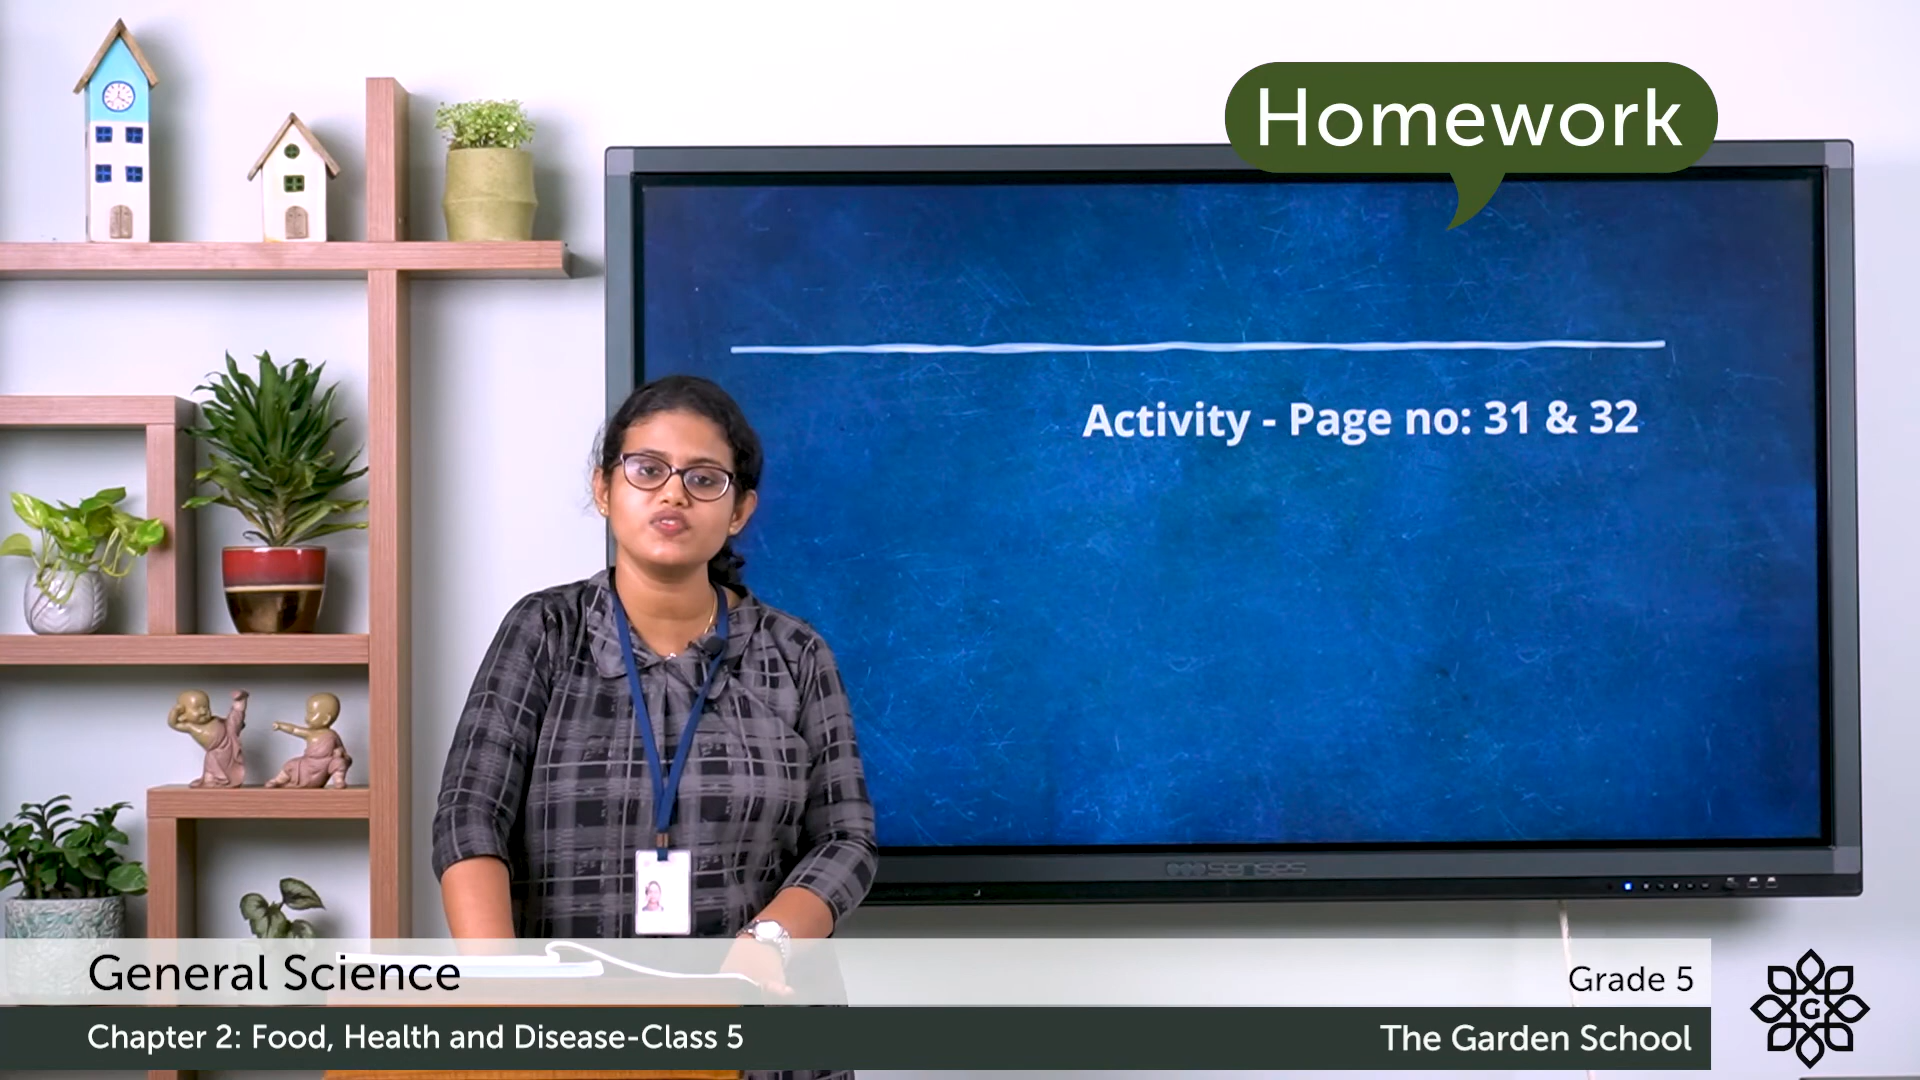 Homework
Activity - Page no: 31 & 32
senses
General Science
Grade 5
Chapter 2: Food, Health and Disease-Class 5
The Garden School
G